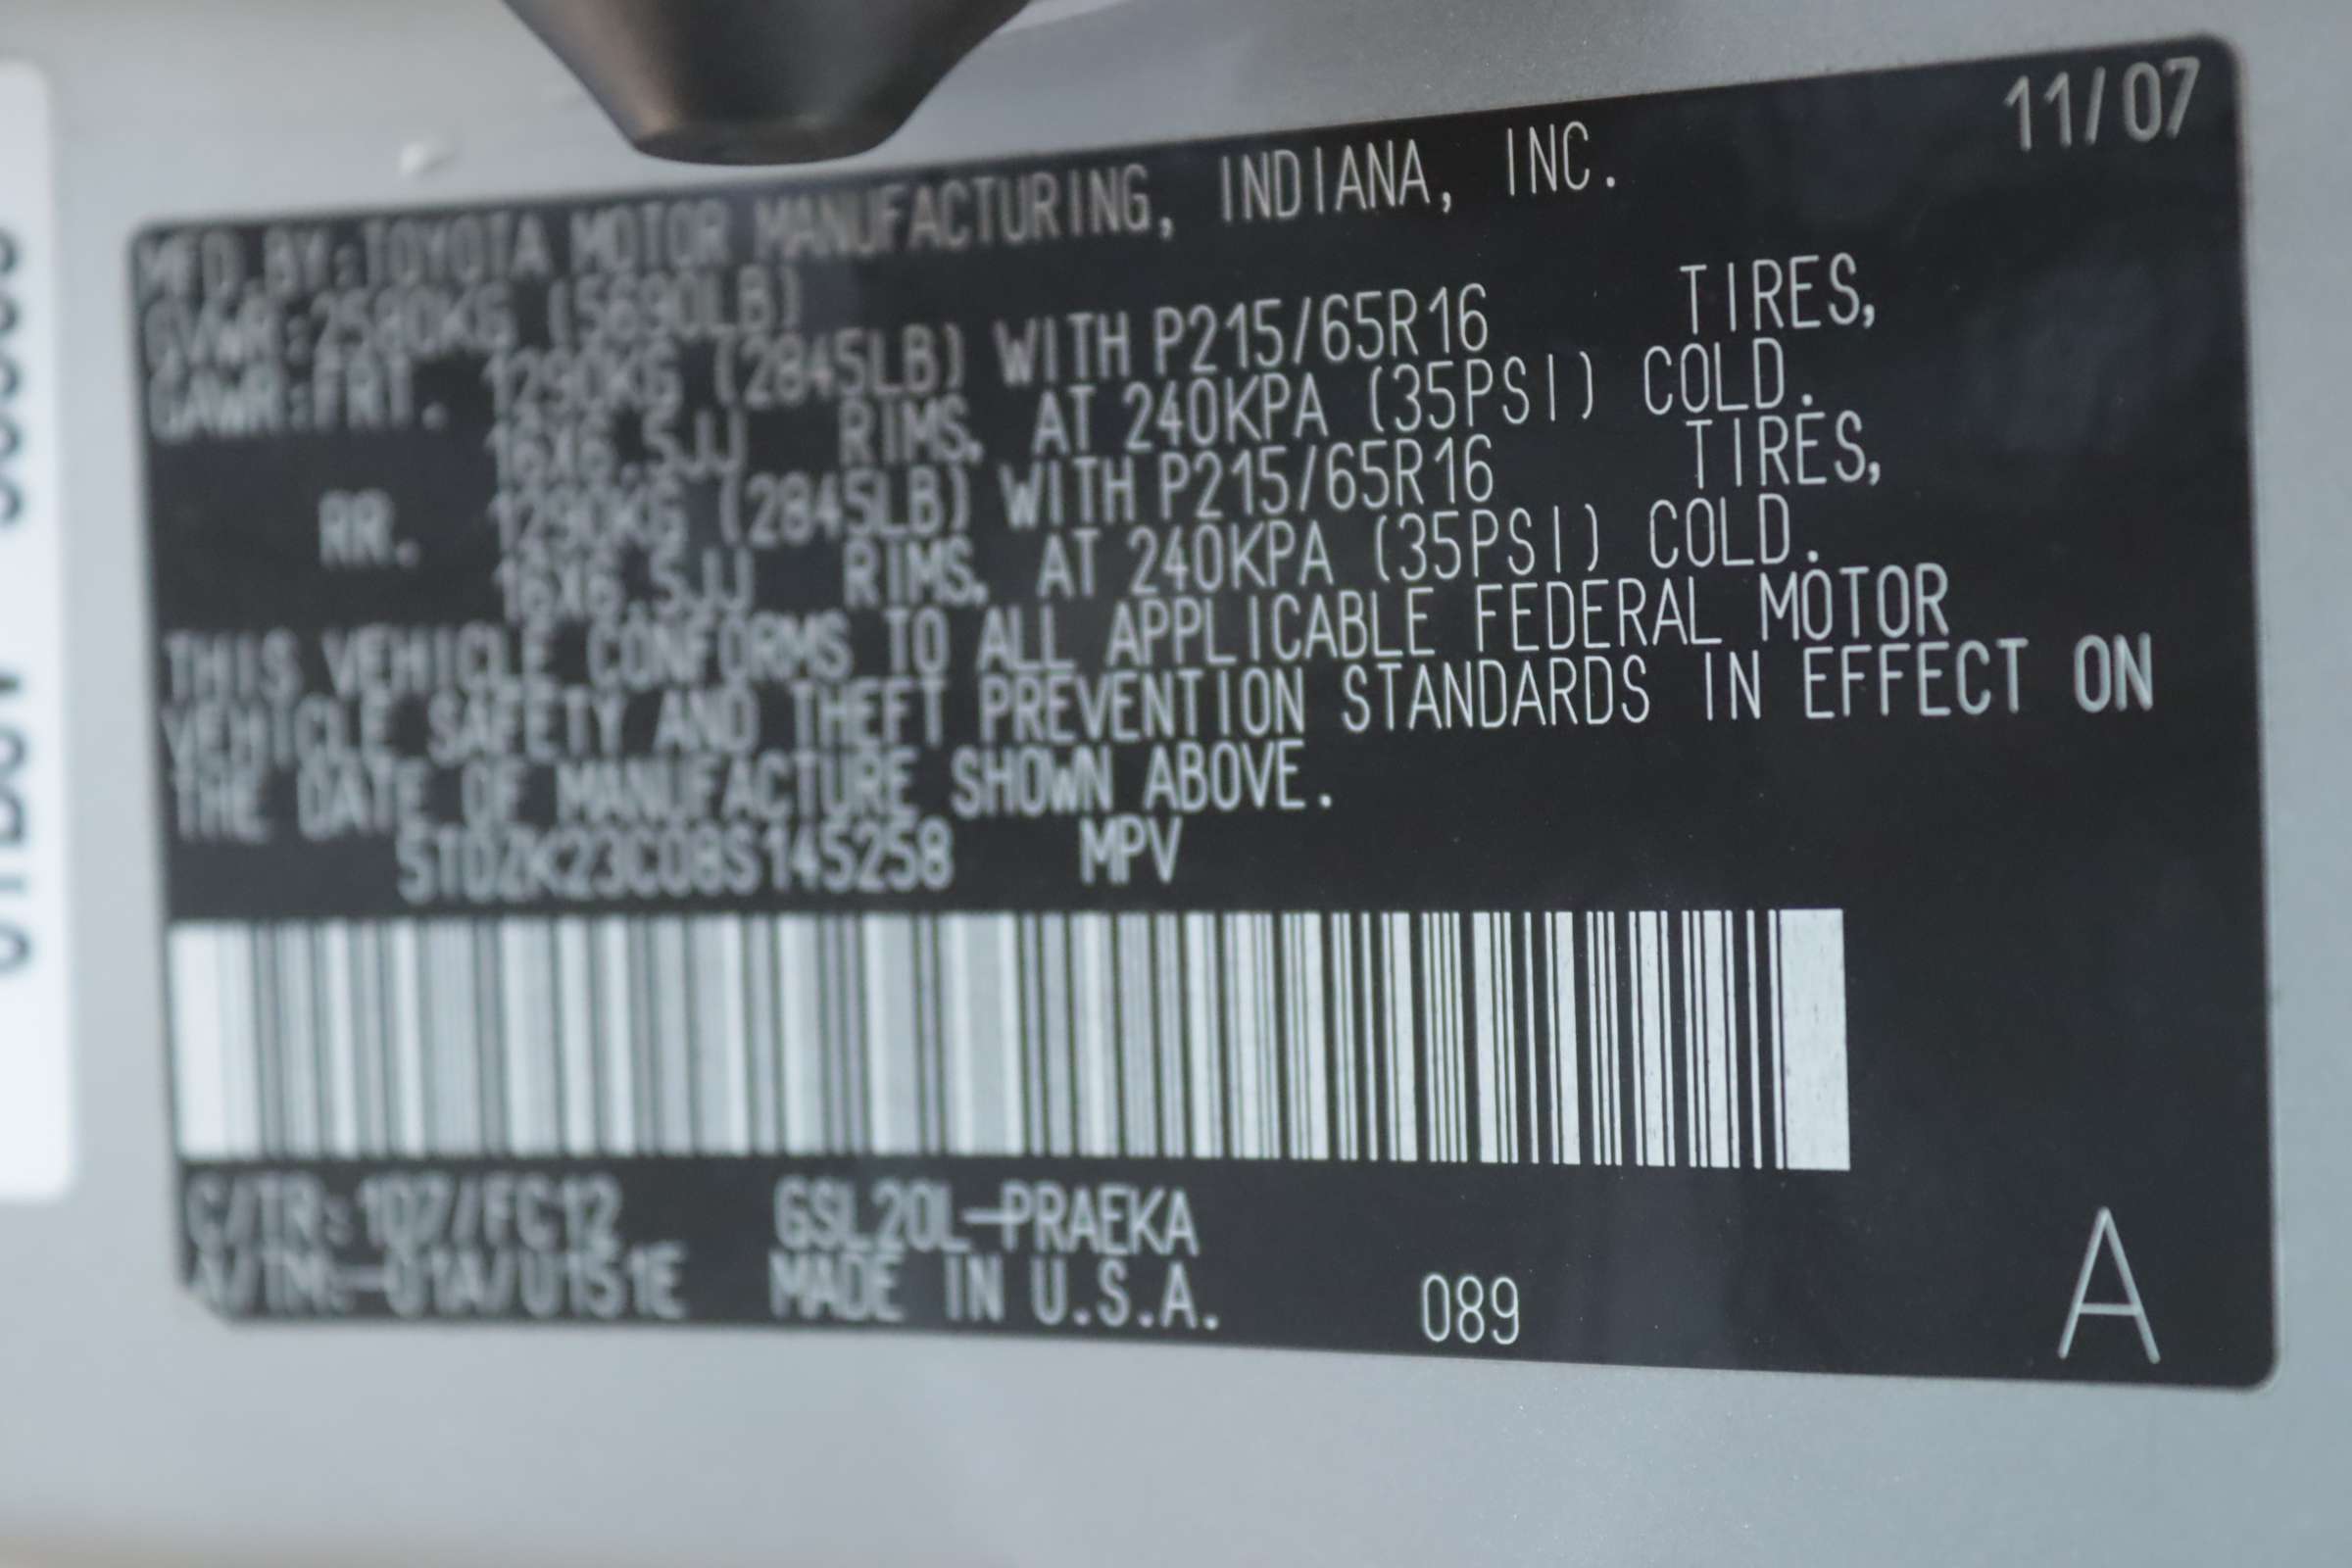 11/07
MFD.BY:TOYOTA MOTOR MANUFACTURING, INDIANA, INC.
GVWR:2580KG (5690LB)
GAWR:FRT. 1290KG (2845LB) WITH P215/65R16 TIRES,
16X6.5JJ RIMS, AT 240KPA (35PSI) COLD.
RR. 1290KG (2845LB) WITH P215/65R16 TIRES,
16X6.5JJ RIMS, AT 240KPA (35PSI) COLD.
THIS VEHICLE CONFORMS TO ALL APPLICABLE FEDERAL MOTOR
VEHICLE SAFETY AND THEFT PREVENTION STANDARDS IN EFFECT ON
THE DATE OF MANUFACTURE SHOWN ABOVE.
5TDZK23C08S145258 MPV
C/TR:1D7/FC12 GSL20L-PRAEKA
A/TM:-01A/U151E MADE IN U.S.A. 089 A